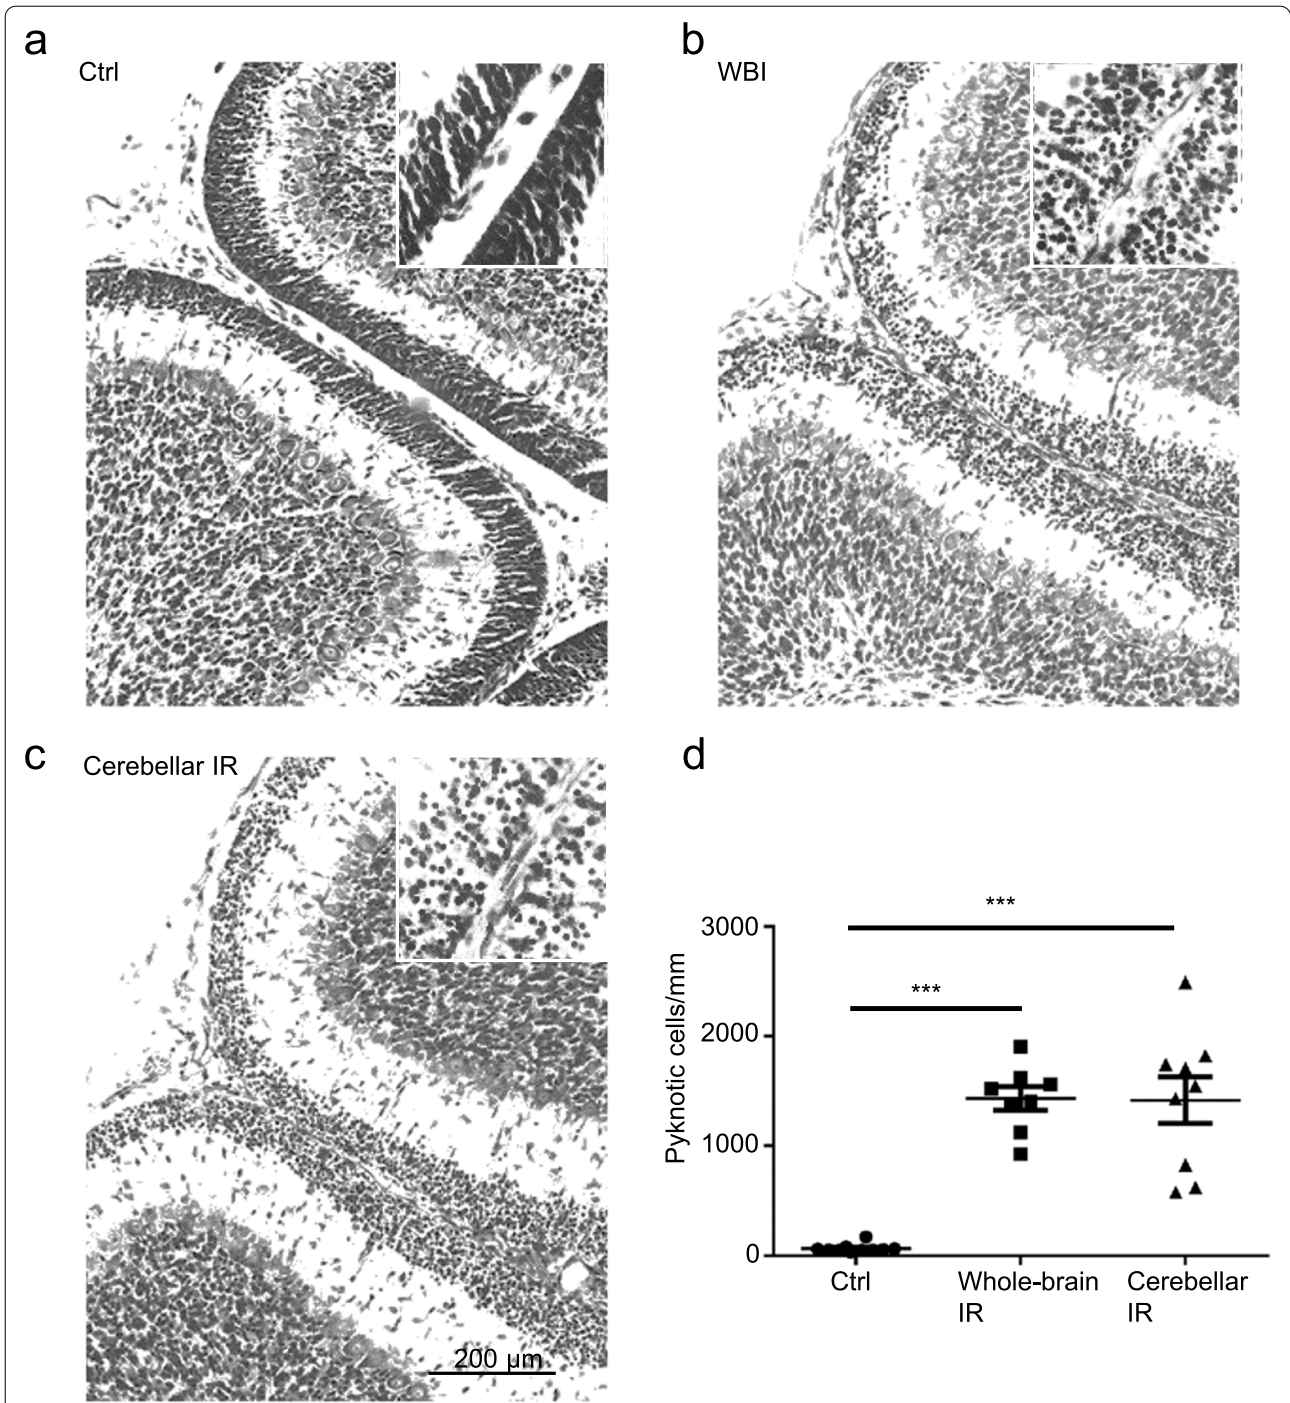 a
Ctrl
b
WBI
c
Cerebellar IR
200 µm
d
***
***
3000
2000
1000
0
Pyknotic cells/mm
Ctrl
Whole-brain
IR
Cerebellar
IR